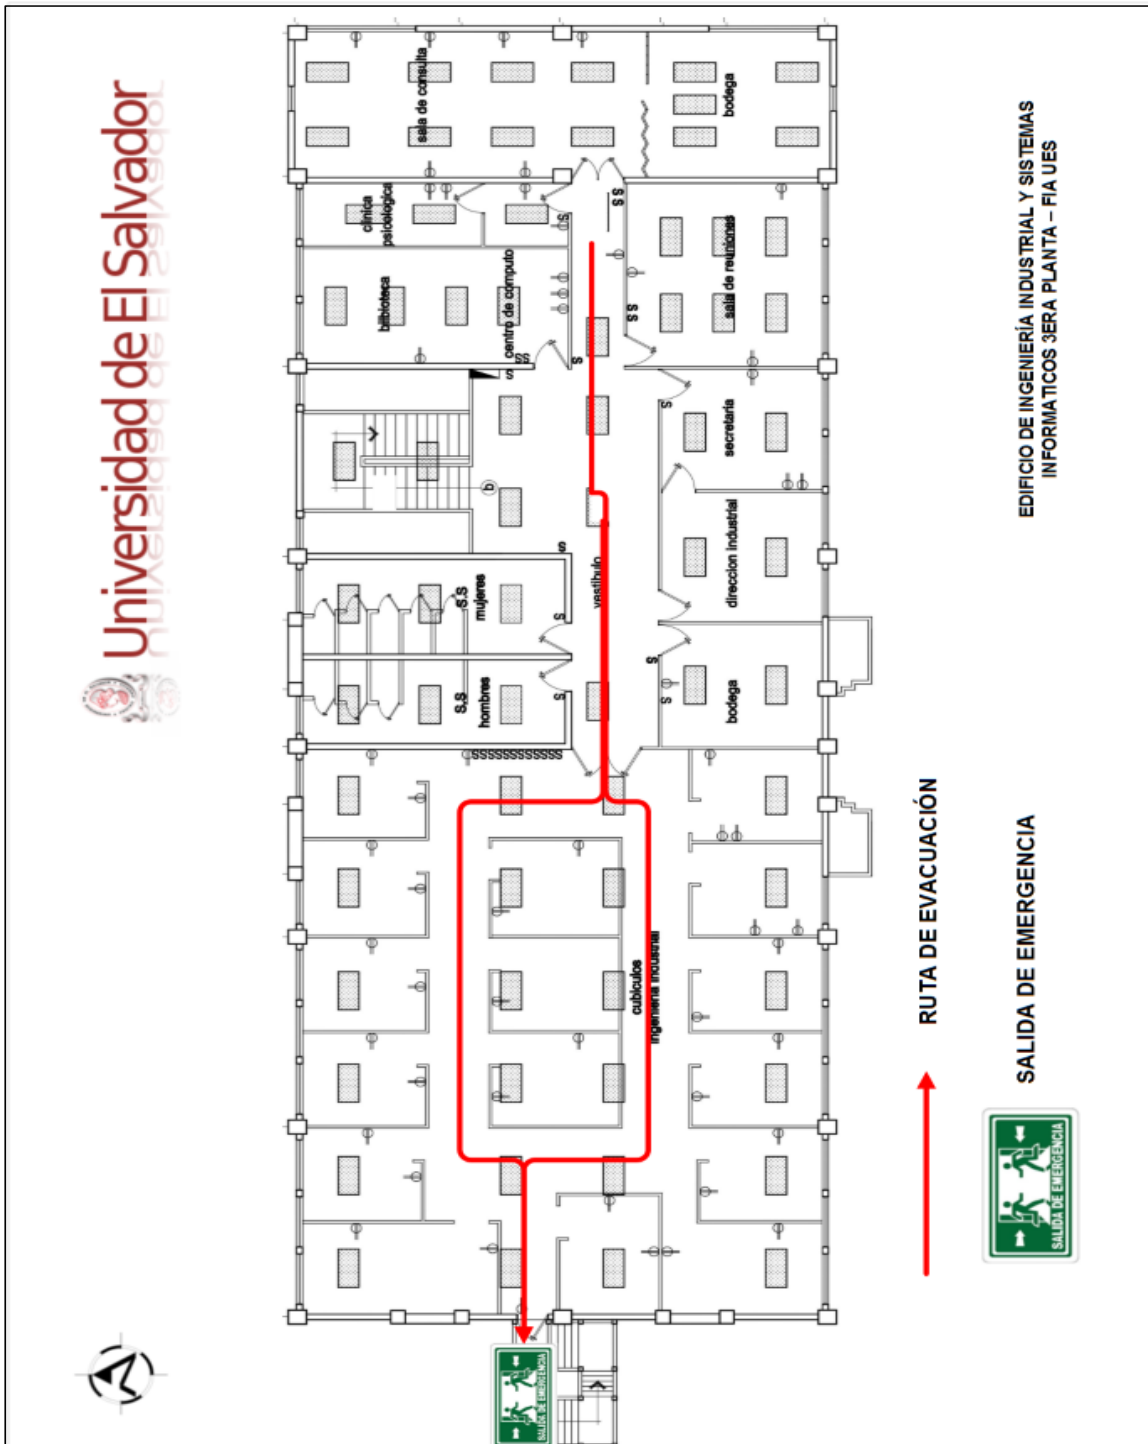 Universidad de El Salvador
EDIFICIO DE INGENIERÍA INDUSTRIAL Y SISTEMAS
INFORMATICOS 3ERA PLANTA – FIA UES
sala de consulta
bodega
clinica
psicologica
bilbioteca
centro de computo
sala de reuniones
secretaria
direccion industrial
vestibulo
b
S.S
mujeres
S.S
hombres
bodega
cubiculos
ingenieria industrial
S S
S
S S
S
S
S
S
S
S
S
S
S
S
SSSSSSSSSSSS
RUTA DE EVACUACIÓN
SALIDA DE EMERGENCIA
SALIDA DE EMERGENCIA
SALIDA DE EMERGENCIA